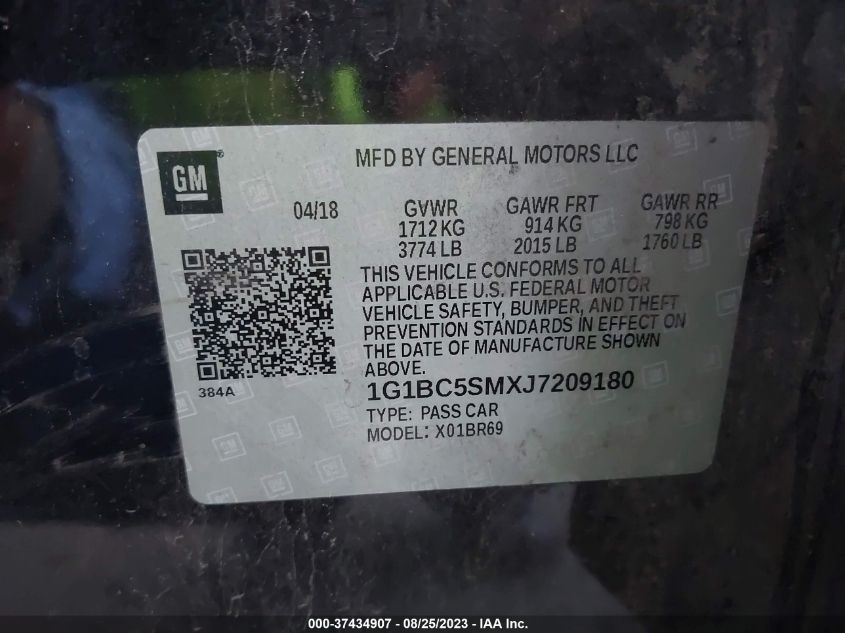 GM
MFD BY GENERAL MOTORS LLC
04/18
GVWR GAWR FRT GAWR RR
1712 KG 914 KG 798 KG
3774 LB 2015 LB 1760 LB
THIS VEHICLE CONFORMS TO ALL
APPLICABLE U.S. FEDERAL MOTOR
VEHICLE SAFETY, BUMPER, AND THEFT
PREVENTION STANDARDS IN EFFECT ON
THE DATE OF MANUFACTURE SHOWN
ABOVE.
384A
1G1BC5SMXJ7209180
TYPE: PASS CAR
MODEL: X01BR69
000-37434907 - 08/25/2023 - IAA Inc.